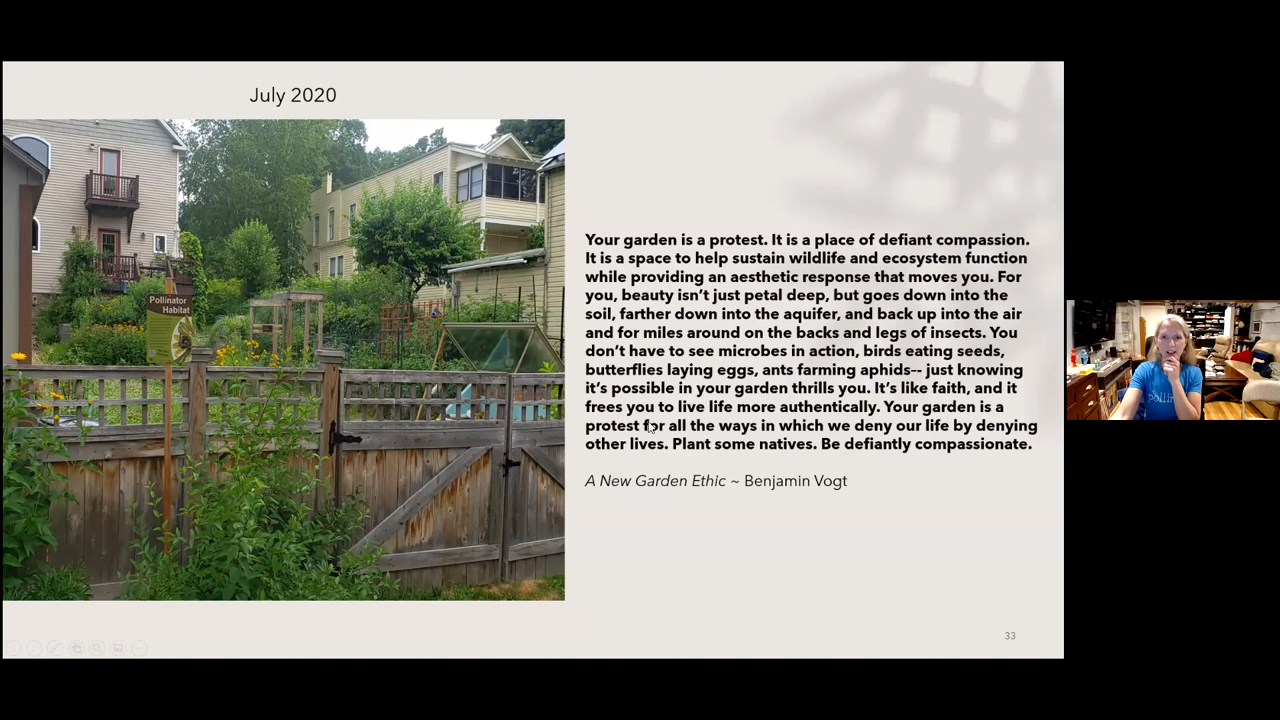 July 2020
Pollinator
Habitat
Your garden is a protest. It is a place of defiant compassion.
It is a space to help sustain wildlife and ecosystem function
while providing an aesthetic response that moves you. For
you, beauty isn’t just petal deep, but goes down into the
soil, farther down into the aquifer, and back up into the air
and for miles around on the backs and legs of insects. You
don’t have to see microbes in action, birds eating seeds,
butterflies laying eggs, ants farming aphids-- just knowing
it’s possible in your garden thrills you. It’s like faith, and it
frees you to live life more authentically. Your garden is a
protest for all the ways in which we deny our life by denying
other lives. Plant some natives. Be defiantly compassionate.
A New Garden Ethic ~ Benjamin Vogt
33